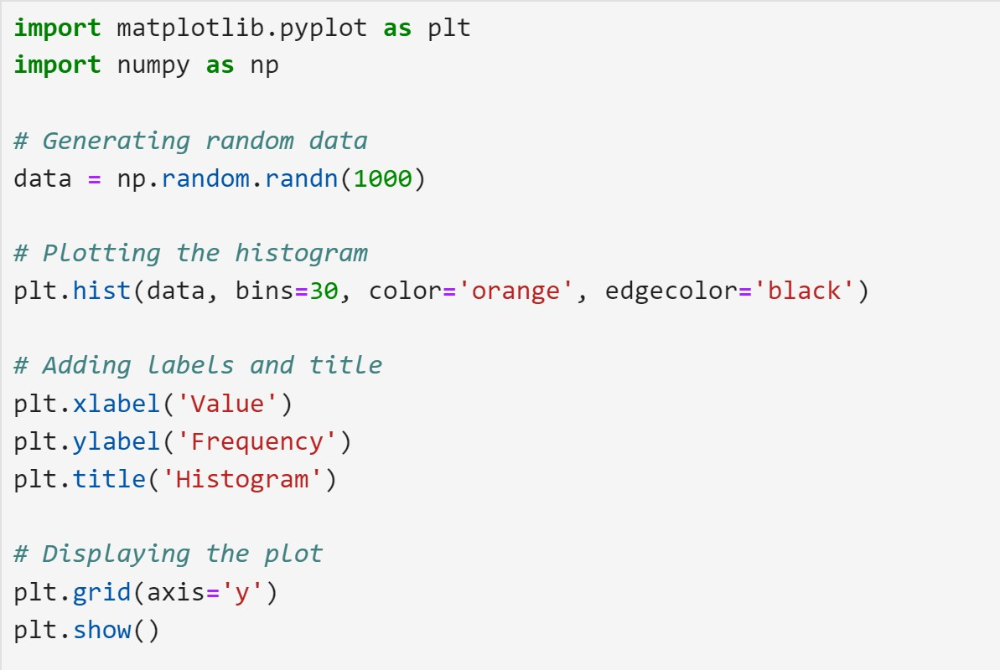 import matplotlib.pyplot as plt
import numpy as np
# Generating random data
data = np.random.randn(1000)
# Plotting the histogram
plt.hist(data, bins=30, color='orange', edgecolor='black')
# Adding labels and title
plt.xlabel('Value')
plt.ylabel('Frequency')
plt.title('Histogram')
# Displaying the plot
plt.grid(axis='y')
plt.show()